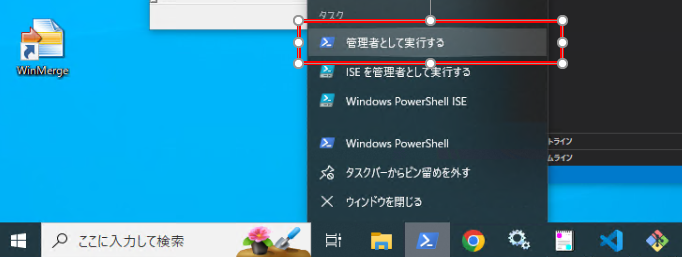 タスク
管理者として実行する
WinMerge
ISE を管理者として実行する
Windows PowerShell ISE
Windows PowerShell
トライン
ムライン
タスクバーからピン留めを外す
ウィンドウを閉じる
ここに入力して検索